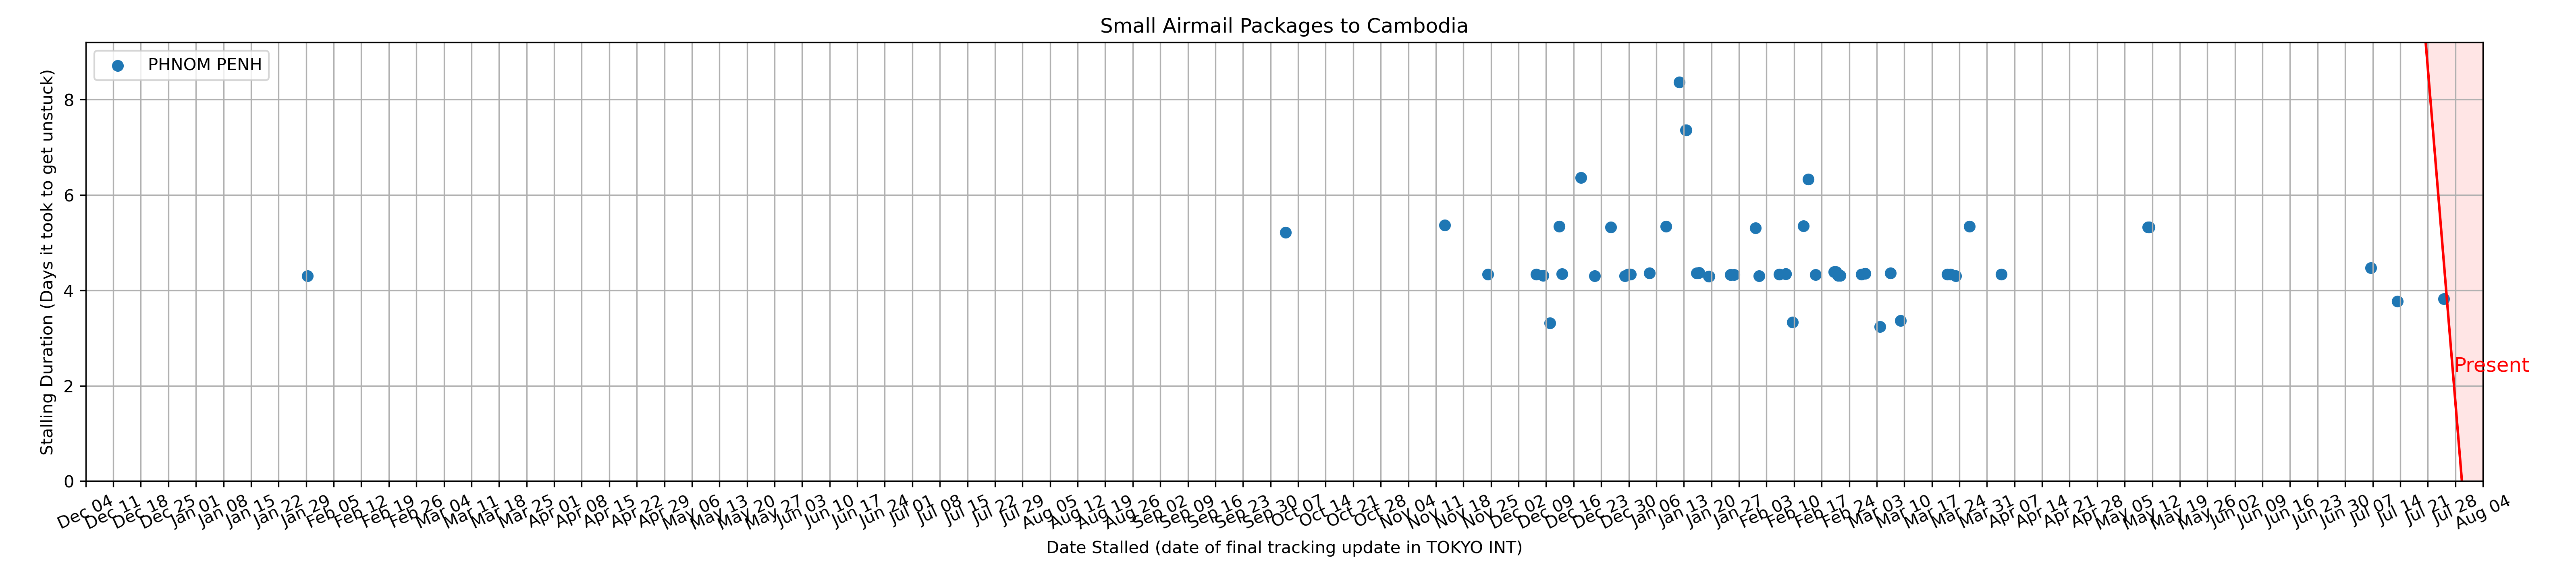 Small Airmail Packages to Cambodia
PHNOM PENH
Stalling Duration (Days it took to get unstuck)
8
6
4
2
0
Present
Dec 04 Dec 11 Dec 18 Dec 25 Jan 01 Jan 08 Jan 15 Jan 22 Jan 29 Feb 05 Feb 12 Feb 19 Feb 26 Mar 04 Mar 11 Mar 18 Mar 25 Apr 01 Apr 08 Apr 15 Apr 22 Apr 29 May 06 May 13 May 20 May 27 Jun 03 Jun 10 Jun 17 Jun 24 Jul 01 Jul 08 Jul 15 Jul 22 Jul 29 Aug 05 Aug 12 Aug 19 Aug 26 Sep 02 Sep 09 Sep 16 Sep 23 Sep 30 Oct 07 Oct 14 Oct 21 Oct 28 Nov 04 Nov 11 Nov 18 Nov 25 Dec 02 Dec 09 Dec 16 Dec 23 Dec 30 Jan 06 Jan 13 Jan 20 Jan 27 Feb 03 Feb 10 Feb 17 Feb 24 Mar 03 Mar 10 Mar 17 Mar 24 Mar 31 Apr 07 Apr 14 Apr 21 Apr 28 May 05 May 12 May 19 May 26 Jun 02 Jun 09 Jun 16 Jun 23 Jun 30 Jul 07 Jul 14 Jul 21 Jul 28 Aug 04
Date Stalled (date of final tracking update in TOKYO INT)